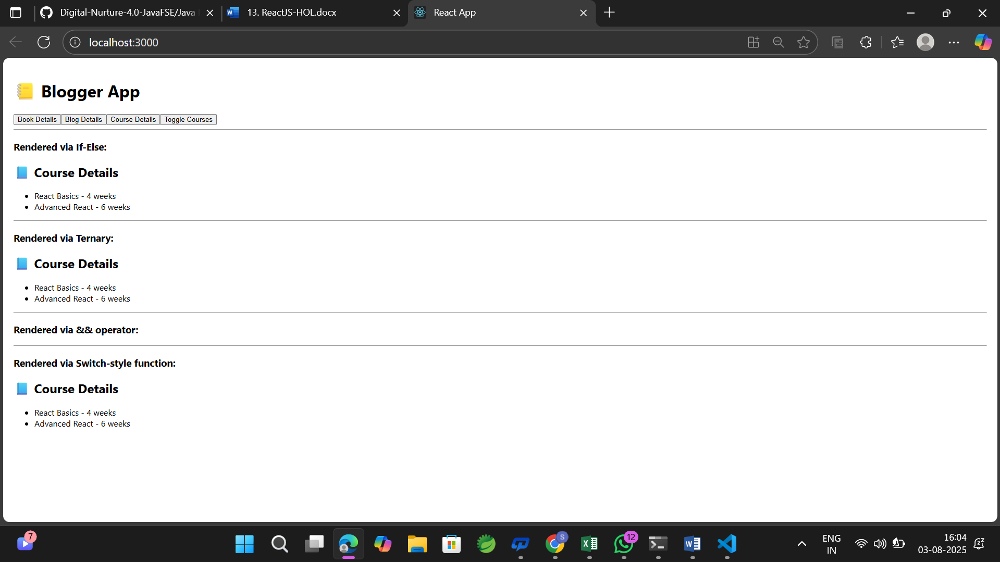 Digital-Nurture-4.0-JavaFSE/Java
13. ReactJS-HOL.docx
React App
localhost:3000
Blogger App
Book Details Blog Details Course Details Toggle Courses
Rendered via If-Else:
Course Details
• React Basics - 4 weeks
• Advanced React - 6 weeks
Rendered via Ternary:
Course Details
• React Basics - 4 weeks
• Advanced React - 6 weeks
Rendered via && operator:
Rendered via Switch-style function:
Course Details
• React Basics - 4 weeks
• Advanced React - 6 weeks
7
S
12
ENG
IN
16:04
03-08-2025